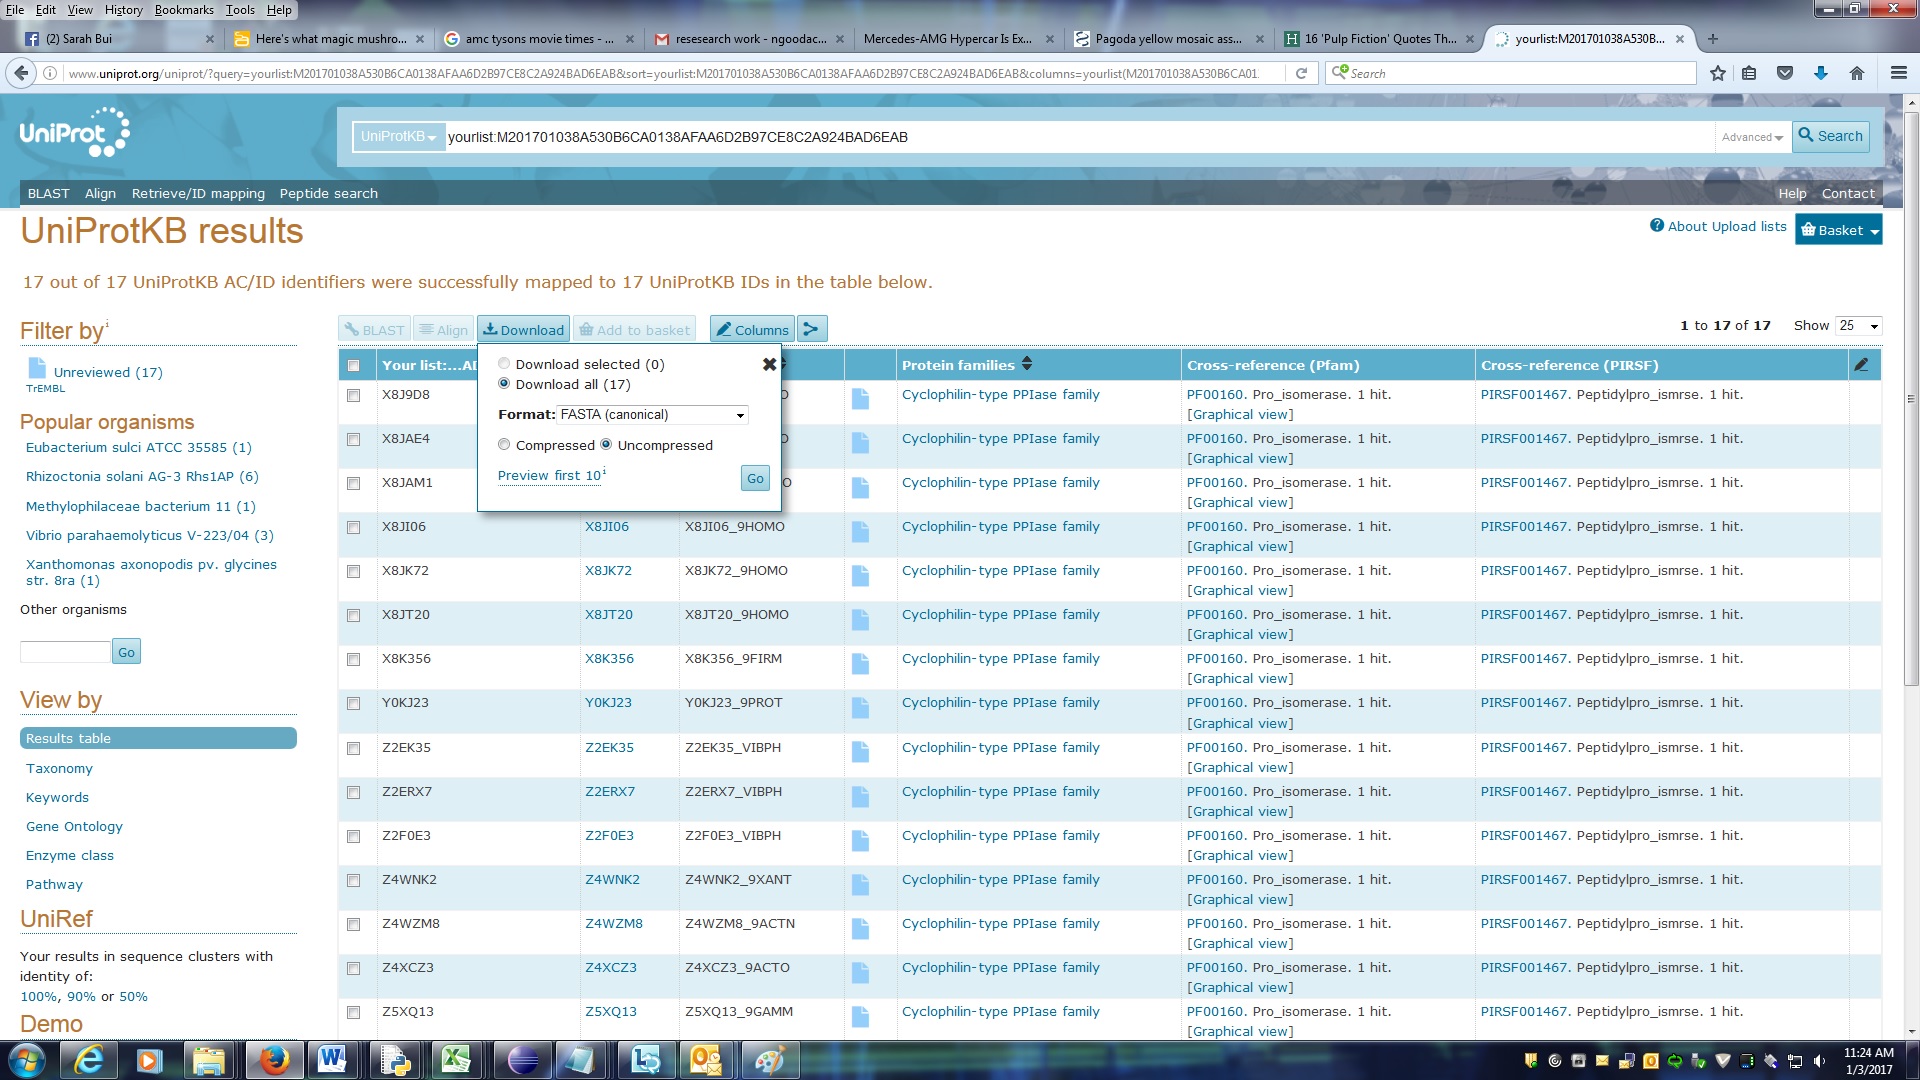 File Edit View History Bookmarks Tools Help
(2) Sarah Bui
Here's what magic mushro...
amc tysons movie times - ...
resesearch work - ngoodac...
Mercedes-AMG Hypercar Is Ex...
Pagoda yellow mosaic ass...
16 'Pulp Fiction' Quotes Th...
yourlist:M201701038A530B...
www.uniprot.org/uniprot/?query=yourlist:M201701038A530B6CA0138AFAA6D2B97CE8C2A924BAD6EAB&sort=yourlist:M201701038A530B6CA0138AFAA6D2B97CE8C2A924BAD6EAB&columns=yourlist(M201701038A530B6CA01:
Search
UniProt
UniProtKB
yourlist:M201701038A530B6CA0138AFAA6D2B97CE8C2A924BAD6EAB
Advanced
Search
BLAST Align Retrieve/ID mapping Peptide search
Help Contact
UniProtKB results
About Upload lists
Basket
17 out of 17 UniProtKB AC/ID identifiers were successfully mapped to 17 UniProtKB IDs in the table below.
Filter by i
Unreviewed (17)
TrEMBL
Popular organisms
Eubacterium sulci ATCC 35585 (1)
Rhizoctonia solani AG-3 Rhs1AP (6)
Methylophilaceae bacterium 11 (1)
Vibrio parahaemolyticus V-223/04 (3)
Xanthomonas axonopodis pv. glycines
str. 8ra (1)
Other organisms
Go
View by
Results table
Taxonomy
Keywords
Gene Ontology
Enzyme class
Pathway
UniRef
Your results in sequence clusters with
identity of:
100%, 90% or 50%
Demo
BLAST Align Download Add to basket Columns
1 to 17 of 17 Show 25
Download selected (0)
Download all (17)
Format: FASTA (canonical)
Compressed Uncompressed
Preview first 10 i
Go
Your list:...AD
Protein families Cross-reference (Pfam) Cross-reference (PIRSF)
X8J9D8 O Cyclophilin-type PPIase family PF00160. Pro_isomerase. 1 hit. PIRSF001467. Peptidylpro_ismrse. 1 hit.
[Graphical view]
X8JAE4 O Cyclophilin-type PPIase family PF00160. Pro_isomerase. 1 hit. PIRSF001467. Peptidylpro_ismrse. 1 hit.
[Graphical view]
X8JAM1 O Cyclophilin-type PPIase family PF00160. Pro_isomerase. 1 hit. PIRSF001467. Peptidylpro_ismrse. 1 hit.
[Graphical view]
X8JI06 X8JI06 X8JI06_9HOMO Cyclophilin-type PPIase family PF00160. Pro_isomerase. 1 hit. PIRSF001467. Peptidylpro_ismrse. 1 hit.
[Graphical view]
X8JK72 X8JK72 X8JK72_9HOMO Cyclophilin-type PPIase family PF00160. Pro_isomerase. 1 hit. PIRSF001467. Peptidylpro_ismrse. 1 hit.
[Graphical view]
X8JT20 X8JT20 X8JT20_9HOMO Cyclophilin-type PPIase family PF00160. Pro_isomerase. 1 hit. PIRSF001467. Peptidylpro_ismrse. 1 hit.
[Graphical view]
X8K356 X8K356 X8K356_9FIRM Cyclophilin-type PPIase family PF00160. Pro_isomerase. 1 hit. PIRSF001467. Peptidylpro_ismrse. 1 hit.
[Graphical view]
Y0KJ23 Y0KJ23 Y0KJ23_9PROT Cyclophilin-type PPIase family PF00160. Pro_isomerase. 1 hit. PIRSF001467. Peptidylpro_ismrse. 1 hit.
[Graphical view]
Z2EK35 Z2EK35 Z2EK35_VIBPH Cyclophilin-type PPIase family PF00160. Pro_isomerase. 1 hit. PIRSF001467. Peptidylpro_ismrse. 1 hit.
[Graphical view]
Z2ERX7 Z2ERX7 Z2ERX7_VIBPH Cyclophilin-type PPIase family PF00160. Pro_isomerase. 1 hit. PIRSF001467. Peptidylpro_ismrse. 1 hit.
[Graphical view]
Z2F0E3 Z2F0E3 Z2F0E3_VIBPH Cyclophilin-type PPIase family PF00160. Pro_isomerase. 1 hit. PIRSF001467. Peptidylpro_ismrse. 1 hit.
[Graphical view]
Z4WNK2 Z4WNK2 Z4WNK2_9XANT Cyclophilin-type PPIase family PF00160. Pro_isomerase. 1 hit. PIRSF001467. Peptidylpro_ismrse. 1 hit.
[Graphical view]
Z4WZM8 Z4WZM8 Z4WZM8_9ACTN Cyclophilin-type PPIase family PF00160. Pro_isomerase. 1 hit. PIRSF001467. Peptidylpro_ismrse. 1 hit.
[Graphical view]
Z4XCZ3 Z4XCZ3 Z4XCZ3_9ACTO Cyclophilin-type PPIase family PF00160. Pro_isomerase. 1 hit. PIRSF001467. Peptidylpro_ismrse. 1 hit.
[Graphical view]
Z5XQ13 Z5XQ13 Z5XQ13_9GAMM Cyclophilin-type PPIase family PF00160. Pro_isomerase. 1 hit. PIRSF001467. Peptidylpro_ismrse. 1 hit.
[Graphical view]
11:24 AM
1/3/2017